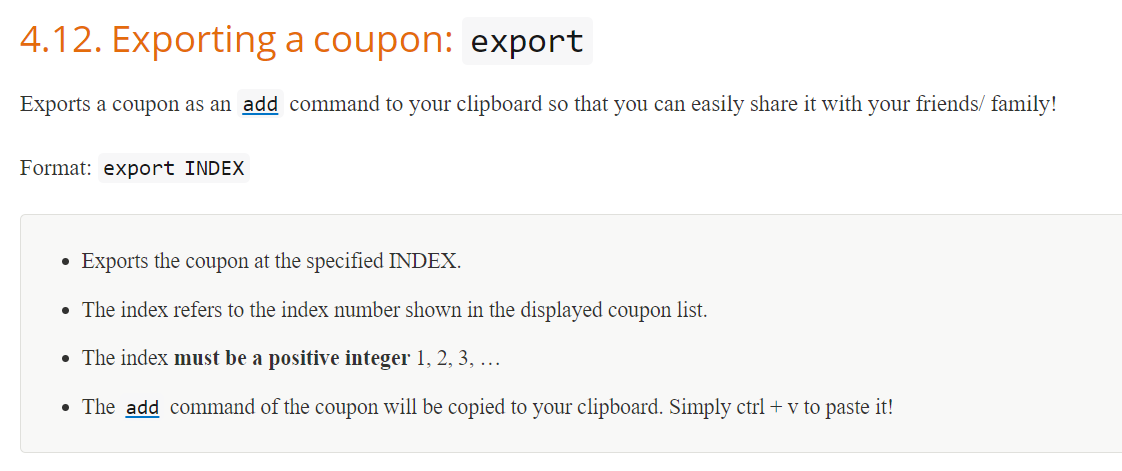 4.12. Exporting a coupon: export
Exports a coupon as an add command to your clipboard so that you can easily share it with your friends/ family!
Format: export INDEX
• Exports the coupon at the specified INDEX.
• The index refers to the index number shown in the displayed coupon list.
• The index must be a positive integer 1, 2, 3, …
• The add command of the coupon will be copied to your clipboard. Simply ctrl + v to paste it!